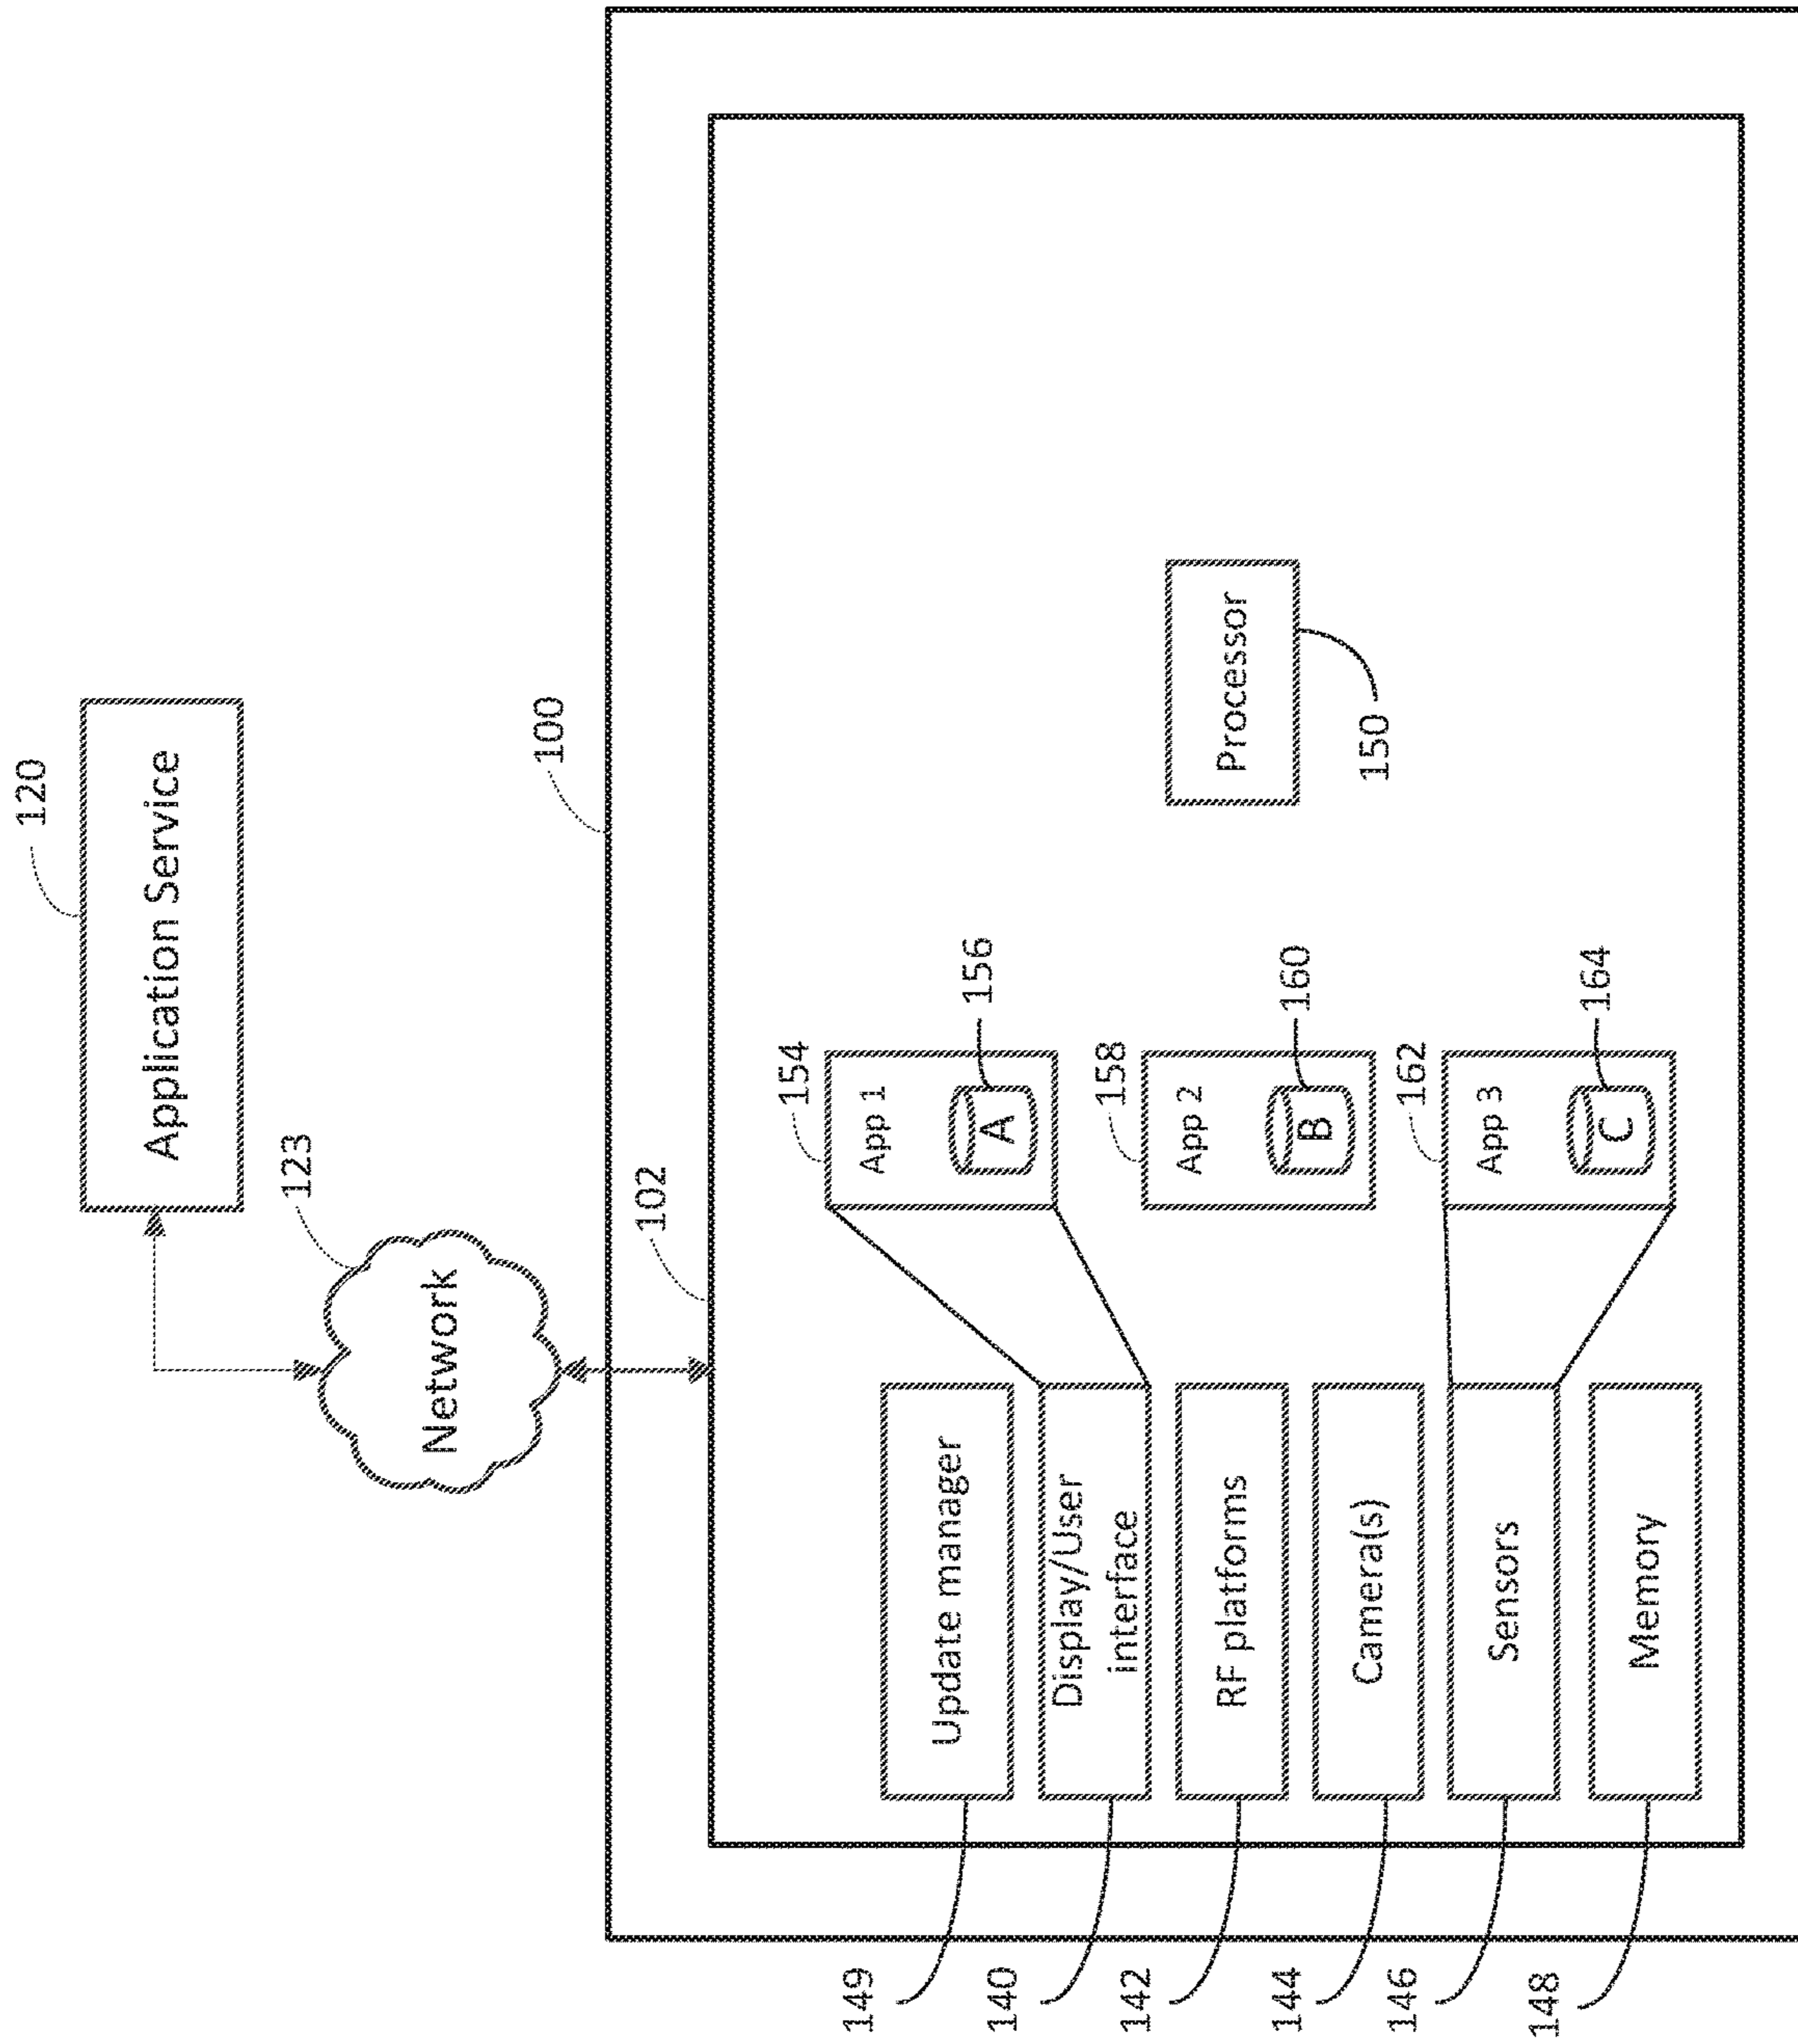 120
Application Service
123
Network
100
102
149
Update manager
140
Display/User
interface
142
RF platforms
144
Camera(s)
146
Sensors
148
Memory
154
App 1
A
156
158
App 2
B
160
162
App 3
C
164
Processor
150